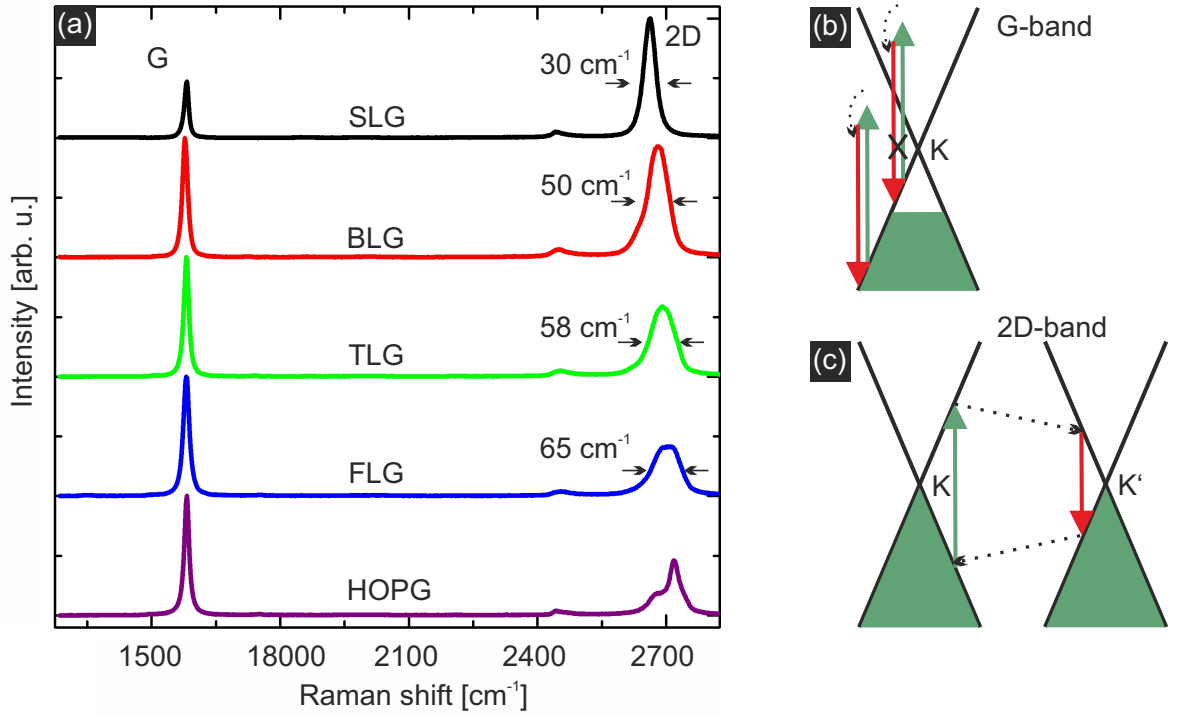 (a)
G
2D
30 cm-1
SLG
50 cm-1
BLG
58 cm-1
TLG
65 cm-1
FLG
HOPG
Intensity [arb. u.]
1500 18000 2100 2400 2700
Raman shift [cm-1]
(b)
G-band
K
2D-band
(c)
K
K‘